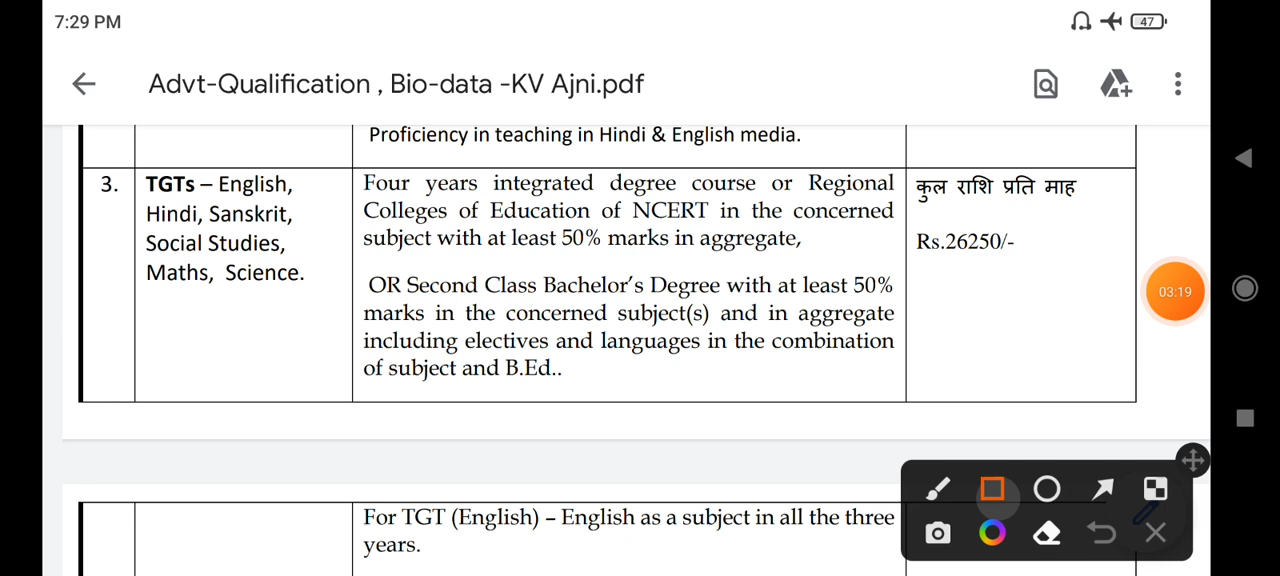 7:29 PM
47
Advt-Qualification , Bio-data -KV Ajni.pdf
Proficiency in teaching in Hindi & English media.
3.
TGTs – English,
Hindi, Sanskrit,
Social Studies,
Maths, Science.
Four years integrated degree course or Regional
Colleges of Education of NCERT in the concerned
subject with at least 50% marks in aggregate,
OR Second Class Bachelor's Degree with at least 50%
marks in the concerned subject(s) and in aggregate
including electives and languages in the combination
of subject and B.Ed..
कुल राशि प्रति माह
Rs.26250/-
03:19
For TGT (English) – English as a subject in all the three
years.